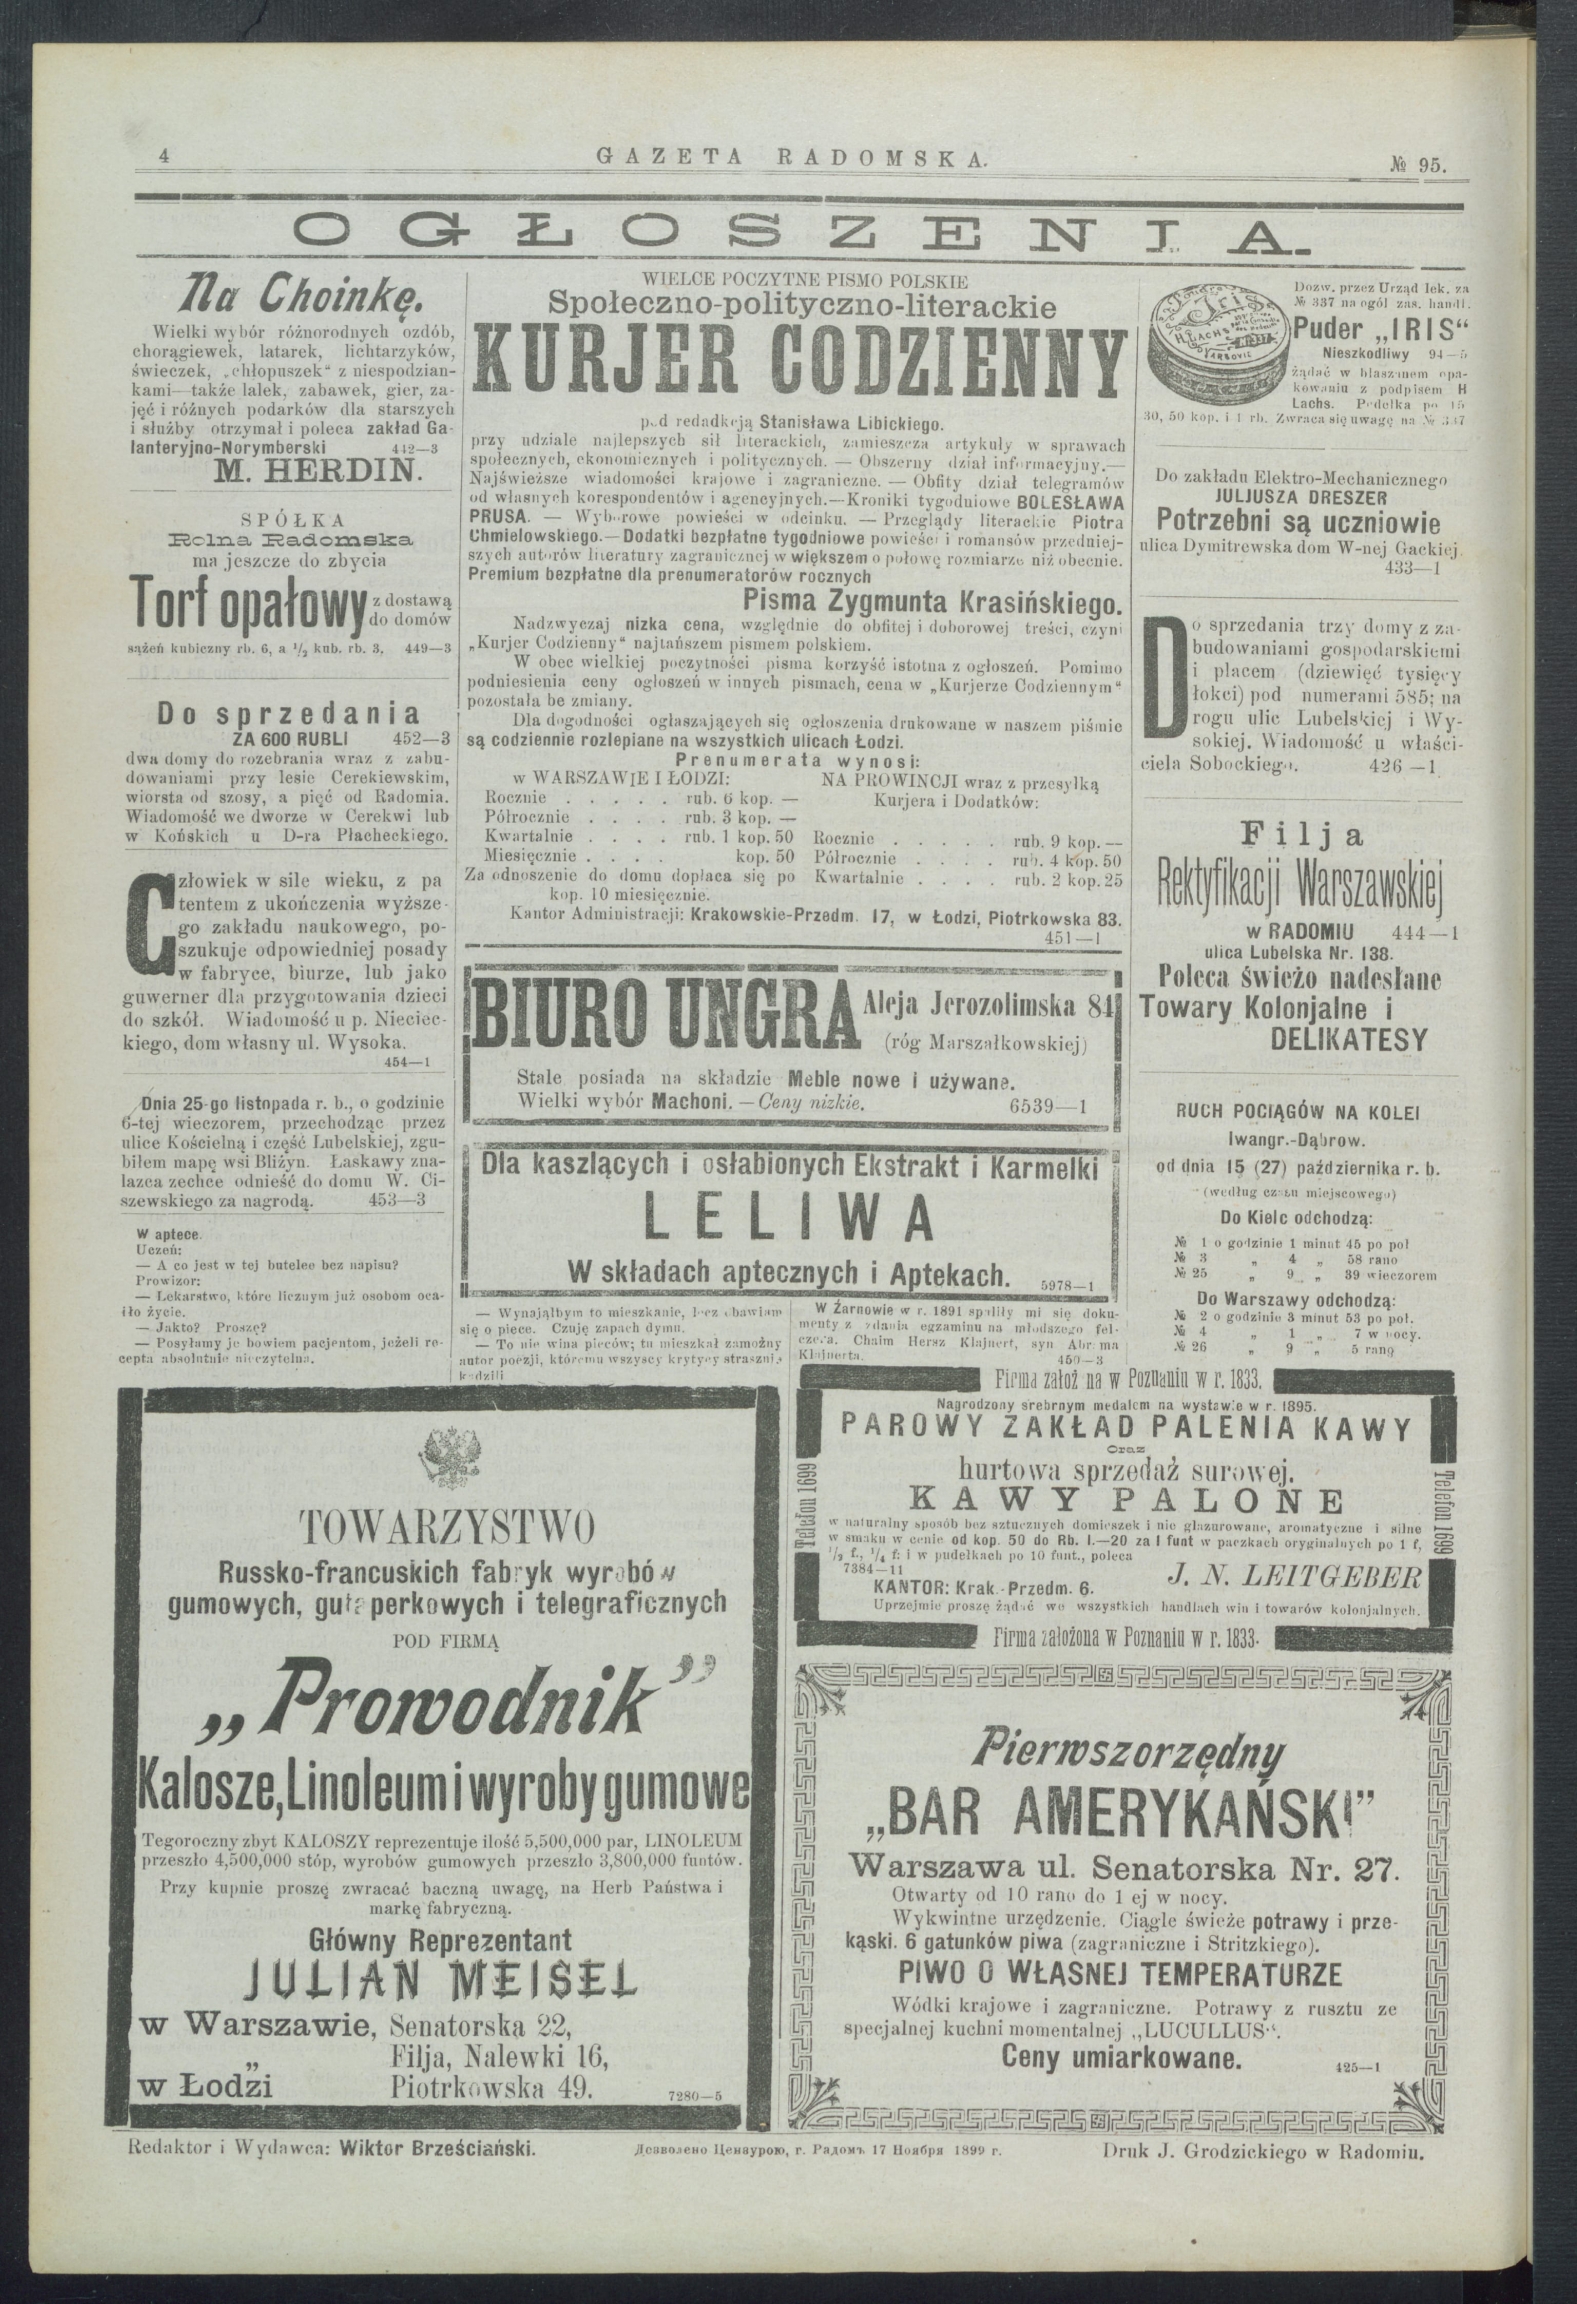 4
GAZETA RADOMSKA.
№ 95.
OGŁOSZENIA.
Na Choinkę.
Wielki wybór różnorodnych ozdób,
chorągiewek, latarek, lichtarzyków,
świeczek, „chłopuszek“ z niespodzian-
kami—także lalek, zabawek, gier, za-
jęć i różnych podarków dla starszych
i służby otrzymał i poleca zakład Ga-
lanteryjno-Norymberski 442—3
M. HERDIN.
SPÓŁKA
Rolna Radomska
ma jeszcze do zbycia
Torf opałowy z dostawą
do domów
sążeń kubiczny rb. 6, a ½ kub. rb. 3. 449—3
Do sprzedania
ZA 600 RUBLI 452—3
dwa domy do rozebrania wraz z zabu-
dowaniami przy lesie Cerekiewskim,
wiorsta od szosy, a pięć od Radomia.
Wiadomość we dworze w Cerekwi lub
w Końskich u D-ra Płacheckiego.
Człowiek w sile wieku, z pa
tentem z ukończenia wyższe-
go zakładu naukowego, po-
szukuje odpowiedniej posady
w fabryce, biurze, lub jako
guwerner dla przygotowania dzieci
do szkół. Wiadomość u p. Nieciec-
kiego, dom własny ul. Wysoka.
454—1
Dnia 25-go listopada r. b., o godzinie
6-tej wieczorem, przechodząc przez
ulice Kościelną i część Lubelskiej, zgu-
biłem mapę wsi Bliżyn. Łaskawy zna-
lazca zechce odnieść do domu W. Ci-
szewskiego za nagrodą. 453—3
W aptece.
Uczeń:
— A co jest w tej butelce bez napisu?
Prowizor:
— Lekarstwo, które licznym już osobom oca-
iło życie.
— Jakto? Proszę?
— Posyłamy je bowiem pacjentom, jeżeli re-
cepta absolutnie nieczytelna.
WIELCE POCZYTNE PISMO POLSKIE
Społeczno-polityczno-literackie
KURJER CODZIENNY
pod redadkcją Stanisława Libickiego.
przy udziale najlepszych sił literackich, zamieszcza artykuły w sprawach
społecznych, ekonomicznych i politycznych. — Obszerny dział informacyjny.—
Najświeższe wiadomości krajowe i zagraniczne. — Obfity dział telegramów
od własnych korespondentów i agencyjnych.—Kroniki tygodniowe BOLESŁAWA
PRUSA. — Wyborowe powieści w odcinku. — Przeglądy literackie Piotra
Chmielowskiego.—Dodatki bezpłatne tygodniowe powieści i romansów przedniej-
szych autorów literatury zagranicznej w większem o połowę rozmiarze niż obecnie.
Premium bezpłatne dla prenumeratorów rocznych
Pisma Zygmunta Krasińskiego.
Nadzwyczaj nizka cena, względnie do obfitej i doborowej treści, czyni
„Kurjer Codzienny“ najtańszem pismem polskiem.
W obec wielkiej poczytności pisma korzyść istotna z ogłoszeń. Pomimo
podniesienia ceny ogłoszeń w innych pismach, cena w „Kurjerze Codziennym“
pozostała be zmiany.
Dla dogodności ogłaszających się ogłoszenia drukowane w naszem piśmie
są codziennie rozlepiane na wszystkich ulicach Łodzi.
Prenumerata wynosi:
w WARSZAWIE I ŁODZI:
Rocznie . . . . . rub. 6 kop. —
Półrocznie . . . . rub. 3 kop. —
Kwartalnie . . . . rub. 1 kop. 50
Miesięcznie . . . . kop. 50
Za odnoszenie do domu dopłaca się po
kop. 10 miesięcznie.
NA PROWINCJI wraz z przesyłką
Kurjera i Dodatków:
Rocznie . . . . . rub. 9 kop. —
Półrocznie . . . . rub. 4 kop. 50
Kwartalnie . . . . rub. 2 kop. 25
Kantor Administracji: Krakowskie-Przedm. 17, w Łodzi, Piotrkowska 83.
451—1
BIURO UNGRA Aleja Jerozolimska 84
(róg Marszałkowskiej)
Stale posiada na składzie Meble nowe i używane.
Wielki wybór Machoni. —Ceny nizkie. 6539—1
Dla kaszlących i osłabionych Ekstrakt i Karmelki
LELIWA
W składach aptecznych i Aptekach. 5978—1
— Wynająłbym to mieszkanie, lecz obawiam
się o piece. Czuję zapach dymu.
— To nie wina pieców; tu mieszkał zamożny
autor poezji, któremu wszyscy krytycy strasznie
kadzili
W Żarnowie w r. 1891 spaliły mi się doku-
menty z zdania egzaminu na młodszego fel-
czera. Chaim Hersz Klajnert, syn Abrama
Klajnerta. 450—3
Dozw. przez Urząd lek. za
№ 337 na ogól zas. handl.
Puder „IRIS“
Nieszkodliwy 94—5
żądać w blaszanem opa-
kowaniu z podpisem H
Lachs. Pudełka po 15
30, 50 kop. i 1 rb. Zwraca się uwagę na № 337
Do zakładu Elektro-Mechanicznego
JULJUSZA DRESZER
Potrzebni są uczniowie
ulica Dymitrewska dom W-nej Gackiej
433—1
Do sprzedania trzy domy z za-
budowaniami gospodarskiemi
i placem (dziewięć tysięcy
łokci) pod numerami 585; na
rogu ulic Lubelskiej i Wy-
sokiej. Wiadomość u właści-
ciela Sobockiego. 426—1
Filja
Rektyfikacji Warszawskiej
w RADOMIU 444—1
ulica Lubelska Nr. 138.
Poleca świeżo nadesłane
Towary Kolonjalne i
DELIKATESY
RUCH POCIĄGÓW NA KOLEI
Iwangr.-Dąbrow.
od dnia 15 (27) października r. b.
(według czasu miejscowego)
Do Kielc odchodzą:
№ 1 o godzinie 1 minut 45 po poł
№ 3 „ 4 „ 58 rano
№ 25 „ 9 „ 39 wieczorem
Do Warszawy odchodzą:
№ 2 o godzinie 3 minut 53 po poł.
№ 4 „ 1 „ 7 w nocy.
№ 26 „ 9 „ 5 rano
TOWARZYSTWO
Russko-francuskich fabryk wyrobów
gumowych, gutaperkowych i telegraficznych
POD FIRMĄ
„Prowodnik”
Kalosze, Linoleum i wyroby gumowe
Tegoroczny zbyt KALOSZY reprezentuje ilość 5,500,000 par, LINOLEUM
przeszło 4,500,000 stóp, wyrobów gumowych przeszło 3,800,000 funtów.
Przy kupnie proszę zwracać baczną uwagę, na Herb Państwa i
markę fabryczną.
Główny Reprezentant
JULIAN MEISEL
w Warszawie, Senatorska 22,
„ Filja, Nalewki 16,
w Łodzi Piotrkowska 49. 7280—5
Firma założona w Poznaniu w r. 1833.
Nagrodzony srebrnym medalem na wystawie w r. 1895.
PAROWY ZAKŁAD PALENIA KAWY
Oraz
hurtowa sprzedaż surowej.
KAWY PALONE
w naturalny sposób bez sztucznych domieszek i nie glazurowane, aromatyczne i silne
w smaku w cenie od kop. 50 do Rb. 1.—20 za 1 funt w paczkach oryginalnych po 1 f,
½ f., ¼ f: i w pudełkach po 10 funt., poleca
7384—11
J. N. LEITGEBER
KANTOR: Krak.-Przedm. 6.
Uprzejmie proszę żądać we wszystkich handlach win i towarów kolonjalnych.
Telefon 1699
Telefon 1699
Firma założona w Poznaniu w r. 1833.
Pierwszorzędny
„BAR AMERYKAŃSKI”
Warszawa ul. Senatorska Nr. 27.
Otwarty od 10 rano do 1 ej w nocy.
Wykwintne urzędzenie. Ciągle świeże potrawy i prze-
kąski. 6 gatunków piwa (zagraniczne i Stritzkiego).
PIWO O WŁASNEJ TEMPERATURZE
Wódki krajowe i zagraniczne. Potrawy z rusztu ze
specjalnej kuchni momentalnej „LUCULLUS“.
Ceny umiarkowane. 425—1
Redaktor i Wydawca: Wiktor Brześciański.
Дозволено Цензурою, г. Радомъ 17 Ноября 1899 г.
Druk J. Grodzickiego w Radomiu.